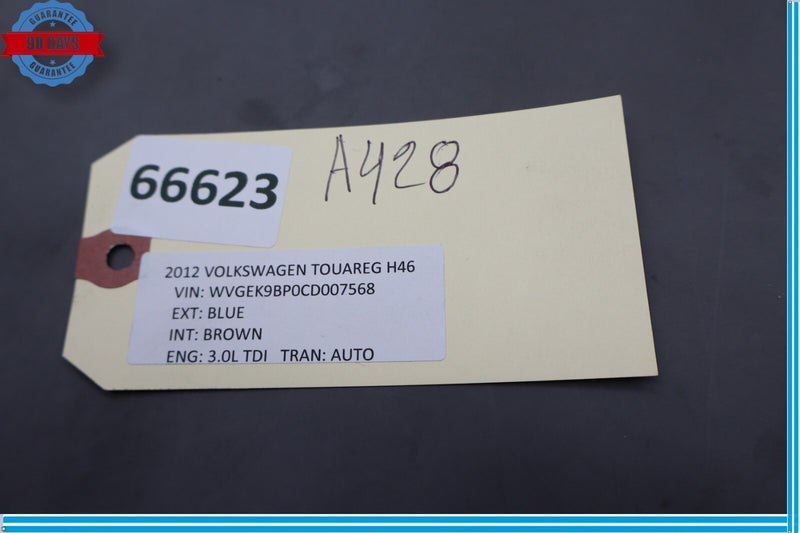 GUARANTEE
90 DAYS
GUARANTEE
66623
A428
2012 VOLKSWAGEN TOUAREG H46
VIN: WVGEK9BP0CD007568
EXT: BLUE
INT: BROWN
ENG: 3.0L TDI TRAN: AUTO